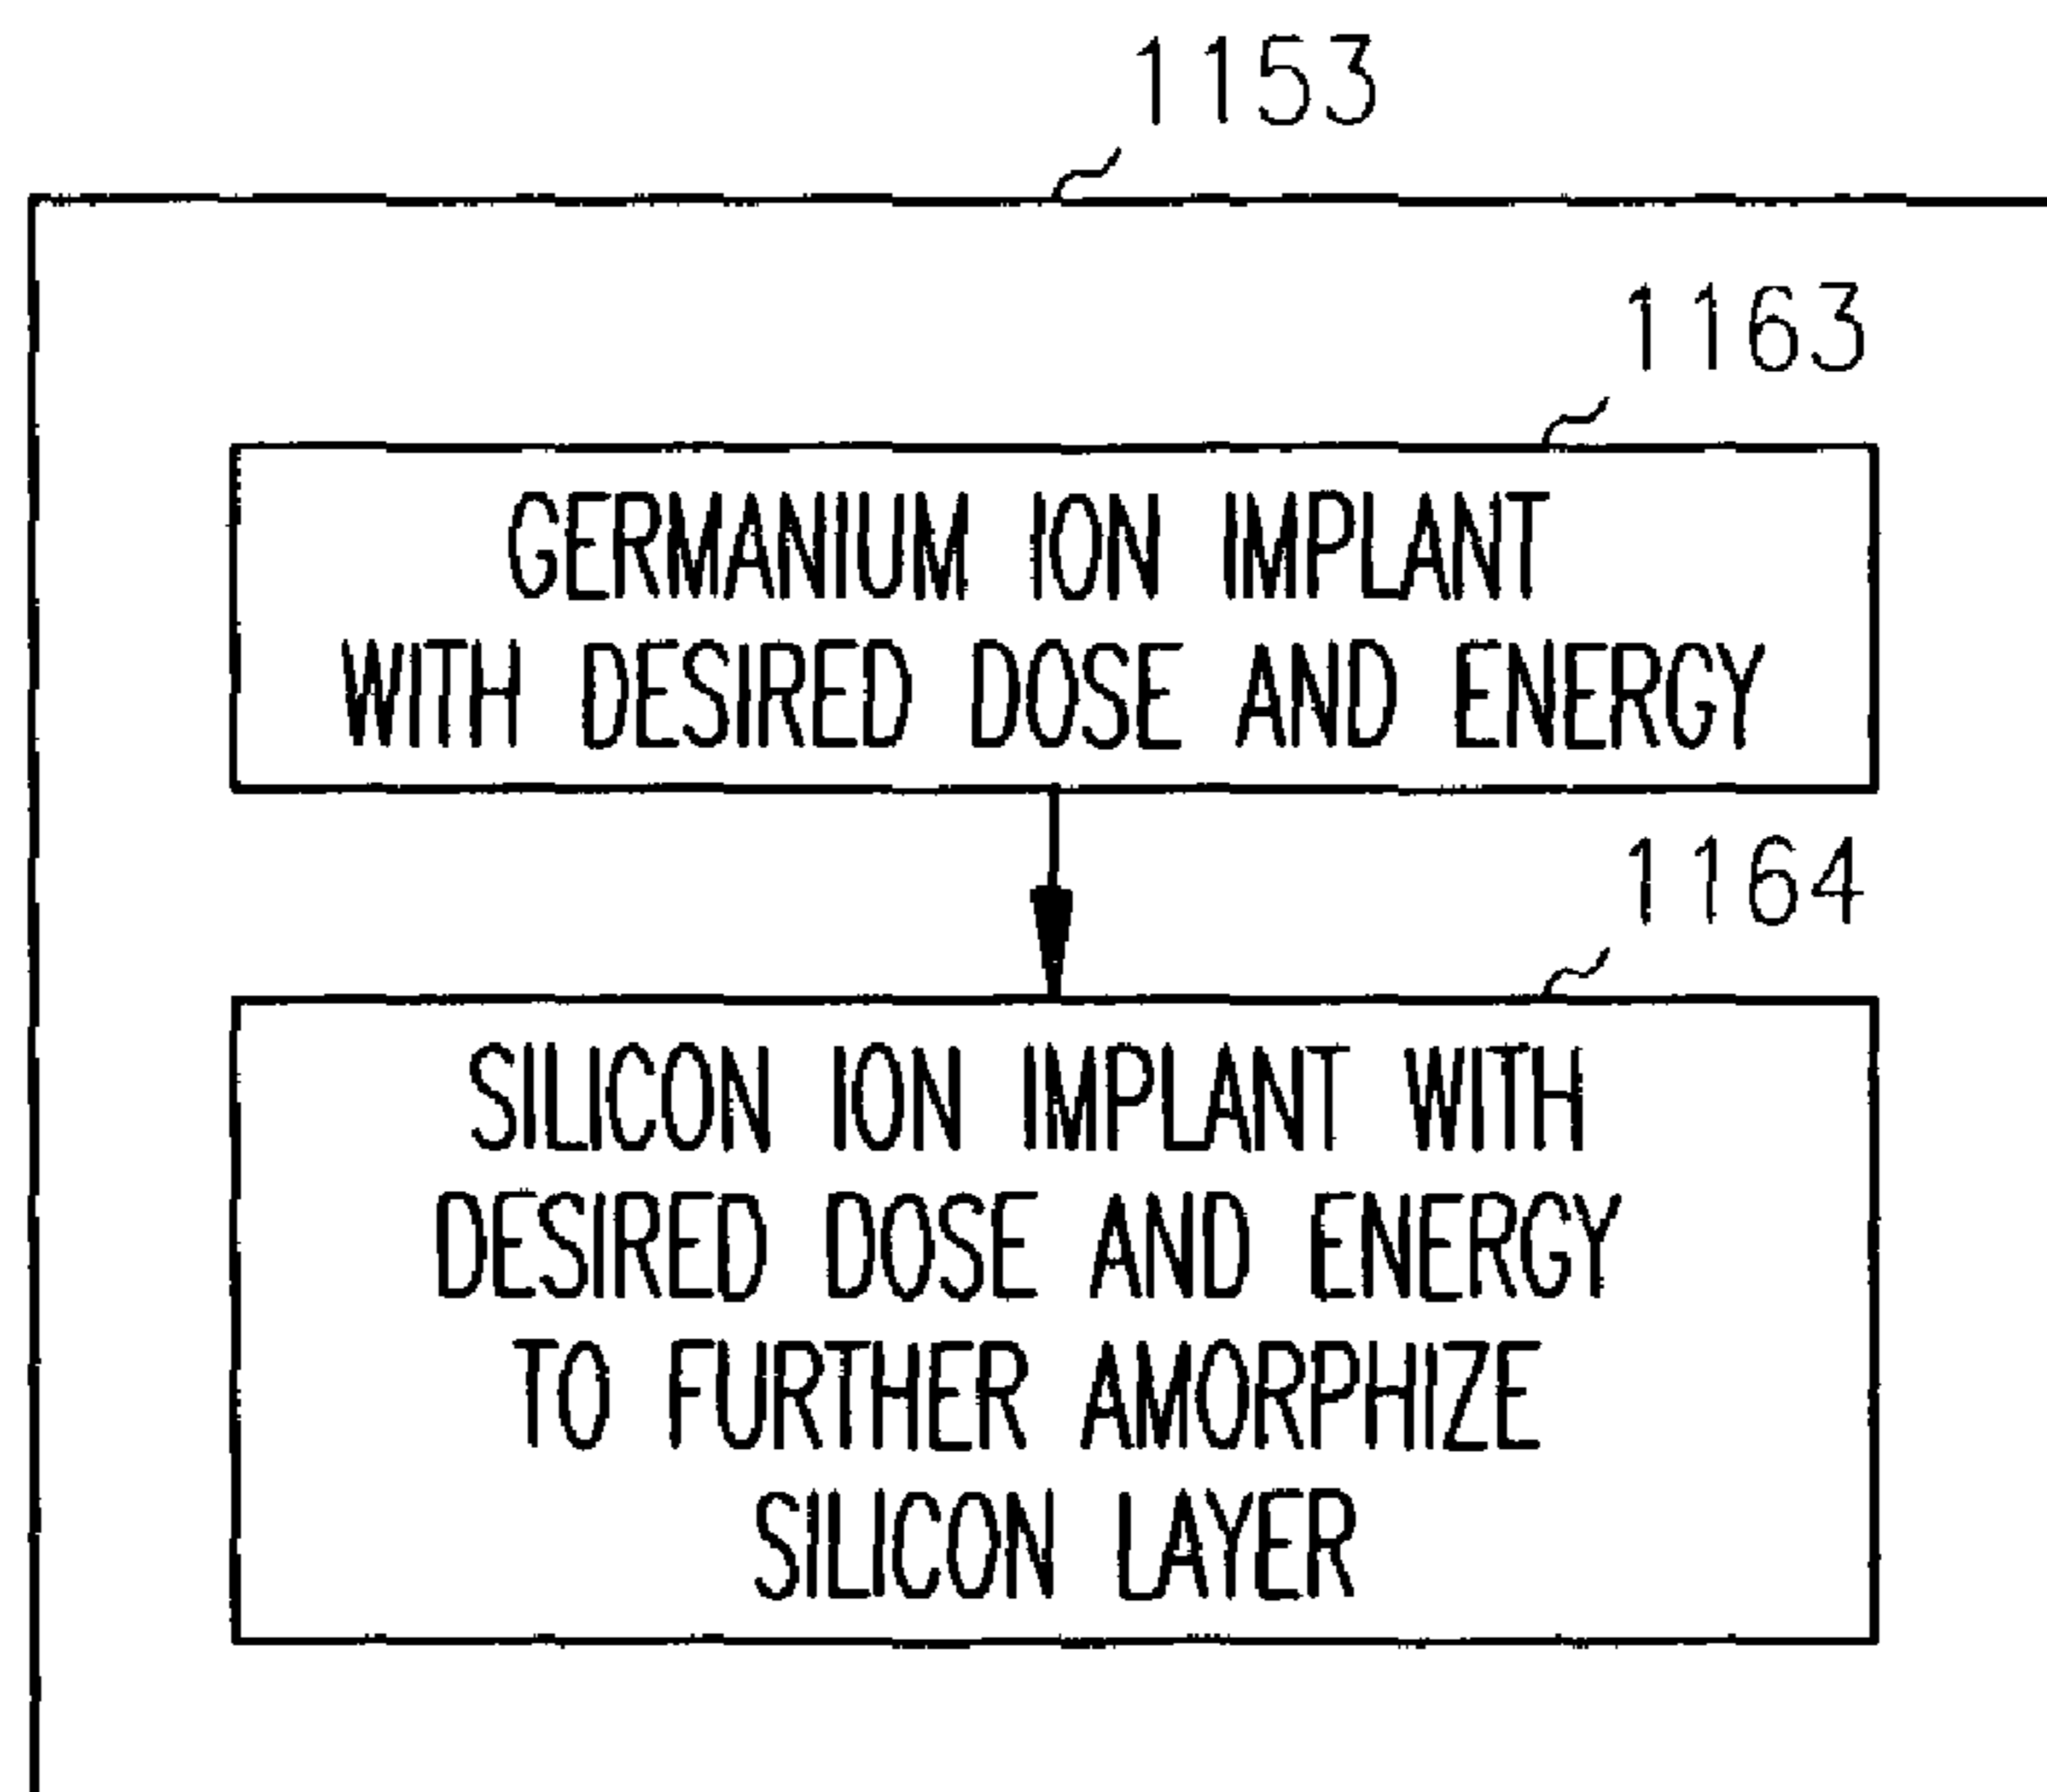 1153
1163
GERMANIUM ION IMPLANT
WITH DESIRED DOSE AND ENERGY
1164
SILICON ION IMPLANT WITH
DESIRED DOSE AND ENERGY
TO FURTHER AMORPHIZE
SILICON LAYER